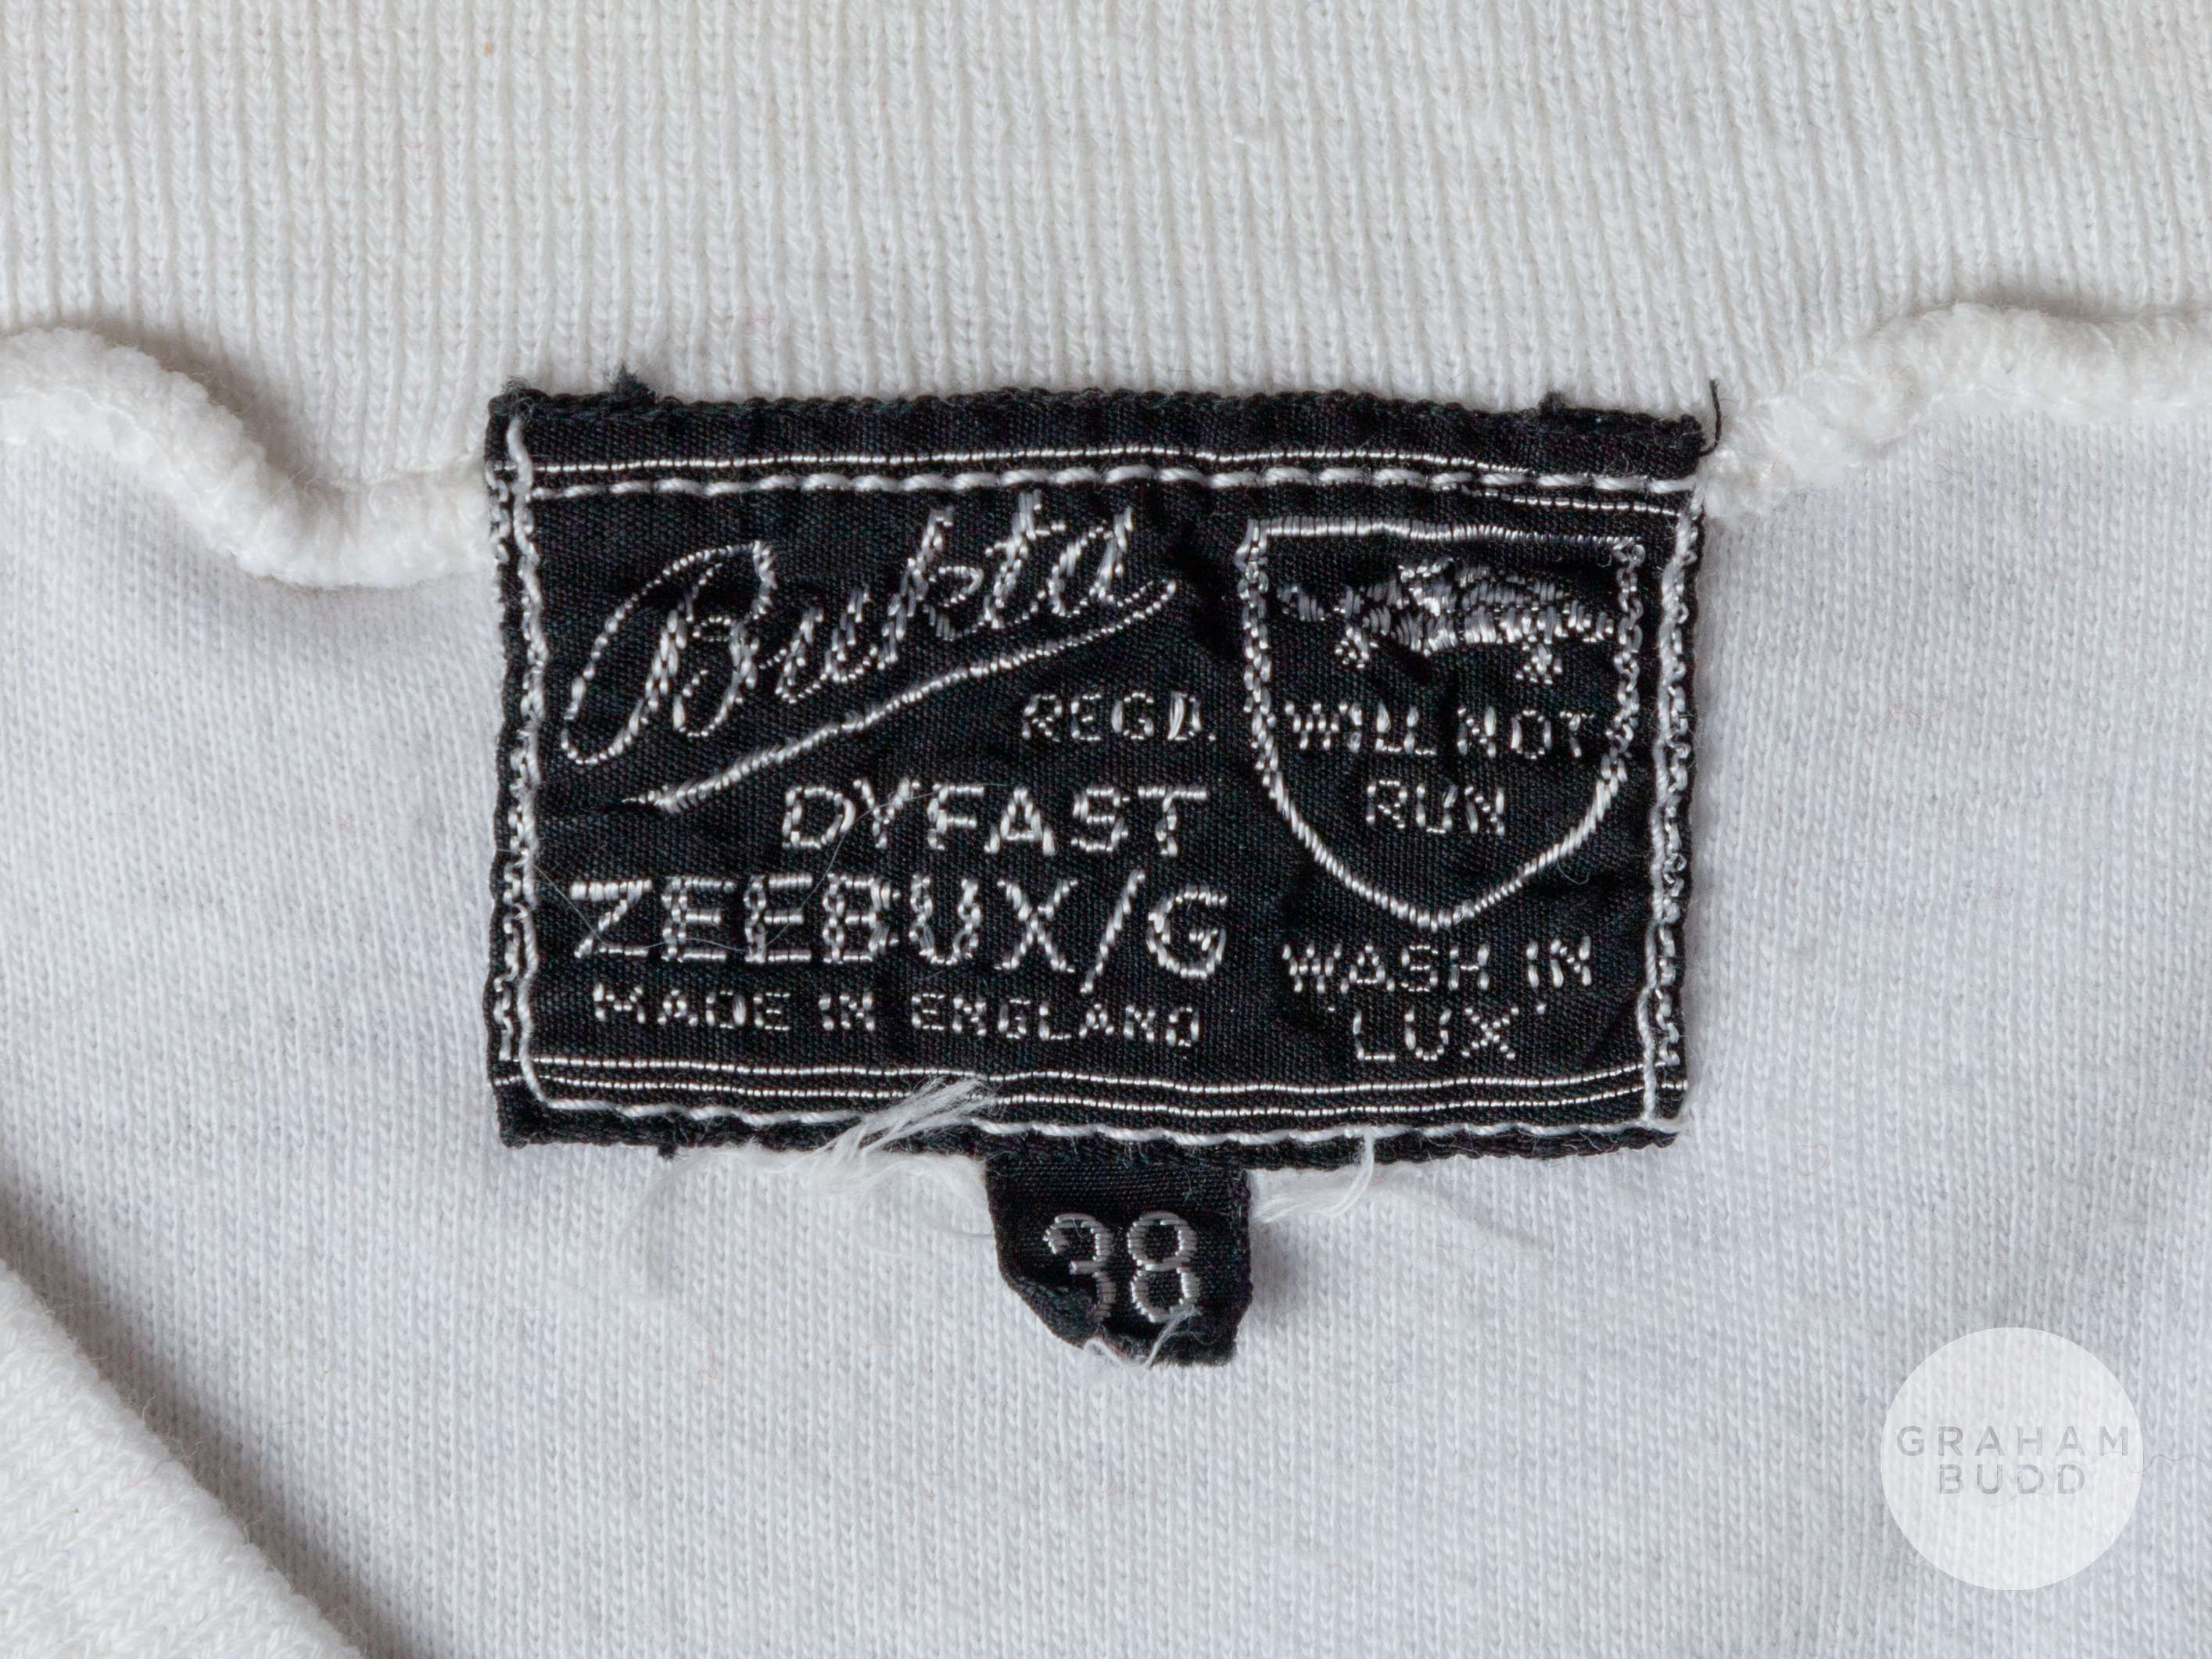 Bukta
REGD.
DYFAST
ZEEBUX/G
MADE IN ENGLAND
WILL NOT
RUN
WASH IN
'LUX'
38
GRAHAM
BUDD